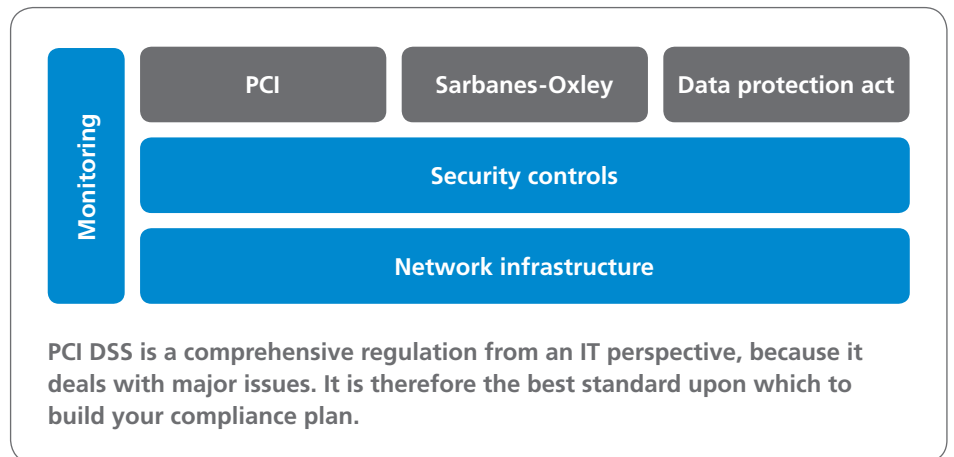 Monitoring
PCI
Sarbanes-Oxley
Data protection act
Security controls
Network infrastructure
PCI DSS is a comprehensive regulation from an IT perspective, because it
deals with major issues. It is therefore the best standard upon which to
build your compliance plan.